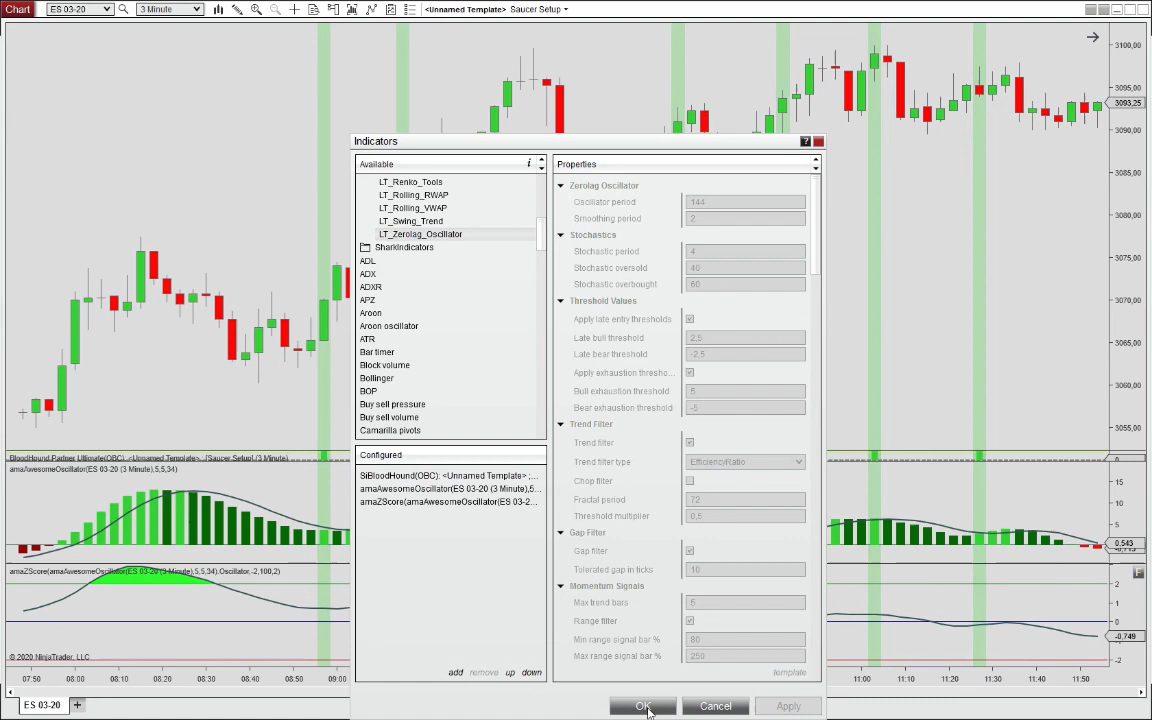 Chart ES 03-20 3 Minute <Unnamed Template> Saucer Setup
3100,00
3095,00
3093,25
3090,00
3085,00
3080,00
3075,00
3070,00
3065,00
3060,00
3055,00
Indicators ?
Available i
LT_Renko_Tools
LT_Rolling_RWAP
LT_Rolling_VWAP
LT_Swing_Trend
LT_Zerolag_Oscillator
SharkIndicators
ADL
ADX
ADXR
APZ
Aroon
Aroon oscillator
ATR
Bar timer
Block volume
Bollinger
BOP
Buy sell pressure
Buy sell volume
Camarilla pivots
Configured
SiBloodHound(OBC): <Unnamed Template> ;...
amaAwesomeOscillator(ES 03-20 (3 Minute),5...
amaZScore(amaAwesomeOscillator(ES 03-2...
add remove up down
Properties
Zerolag Oscillator
Oscillator period 144
Smoothing period 2
Stochastics
Stochastic period 4
Stochastic oversold 40
Stochastic overbought 60
Threshold Values
Apply late entry thresholds
Late bull threshold 2,5
Late bear threshold -2,5
Apply exhaustion thresho...
Bull exhaustion threshold 5
Bear exhaustion threshold -5
Trend Filter
Trend filter
Trend filter type EfficiencyRatio
Chop filter
Fractal period 72
Threshold multiplier 0,5
Gap Filter
Gap filter
Tolerated gap in ticks 10
Momentum Signals
Max trend bars 5
Range filter
Min range signal bar % 80
Max range signal bar % 250
template
OK Cancel Apply
BloodHound Partner Ultimate(OBC): <Unnamed Template>, [Saucer Setup] (3 Minute)
0
amaAwesomeOscillator(ES 03-20 (3 Minute),5,5,34)
15
10
5
0,543
amaZScore(amaAwesomeOscillator(ES 03-20 (3 Minute),5,5,34).Oscillator,-2,100,2)
F
2
1
0
-0,749
-2
© 2020 NinjaTrader, LLC
07:50 08:00 08:10 08:20 08:30 08:40 08:50 09:00 11:00 11:10 11:20 11:30 11:40 11:50
ES 03-20 +